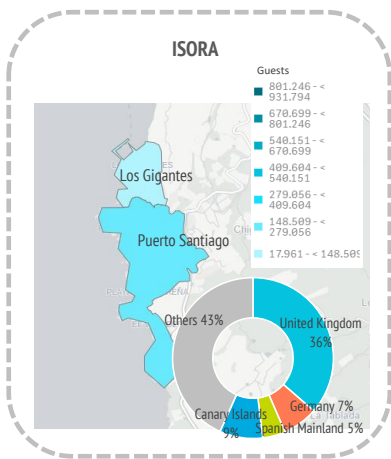 ISORA
Guests
801.246 - <
931.794
670.699 - <
801.246
540.151 - <
670.699
409.604 - <
540.151
279.056 - <
409.604
148.509 - <
279.056
17.961 - < 148.509
Los Gigantes
Puerto Santiago
Others 43%
United Kingdom
36%
Germany 7%
Canary Islands
9%
Spanish Mainland 5%
La Tablada